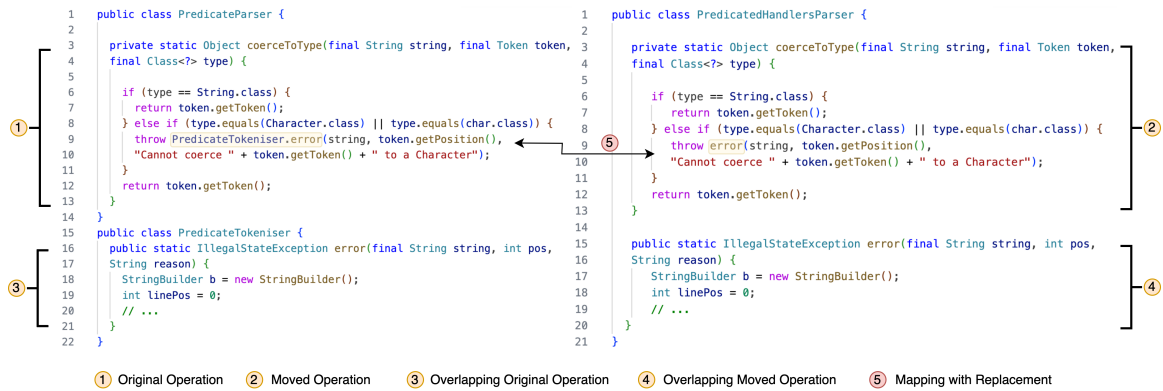 1 public class PredicateParser {
2
3 private static Object coerceToType(final String string, final Token token,
4 final Class<?> type) {
5
6 if (type == String.class) {
7 return token.getToken();
8 } else if (type.equals(Character.class) || type.equals(char.class)) {
9 throw PredicateTokeniser.error(string, token.getPosition(),
10 "Cannot coerce " + token.getToken() + " to a Character");
11 }
12 return token.getToken();
13 }
14 }
15 public class PredicateTokeniser {
16 public static IllegalStateException error(final String string, int pos,
17 String reason) {
18 StringBuilder b = new StringBuilder();
19 int linePos = 0;
20 // ...
21 }
22 }
1
3
1 public class PredicatedHandlersParser {
2
3 private static Object coerceToType(final String string, final Token token,
4 final Class<?> type) {
5
6 if (type == String.class) {
7 return token.getToken();
8 } else if (type.equals(Character.class) || type.equals(char.class)) {
9 throw error(string, token.getPosition(),
10 "Cannot coerce " + token.getToken() + " to a Character");
11 }
12 return token.getToken();
13 }
14
15 public static IllegalStateException error(final String string, int pos,
16 String reason) {
17 StringBuilder b = new StringBuilder();
18 int linePos = 0;
19 // ...
20 }
21 }
5
2
4
1 Original Operation 2 Moved Operation 3 Overlapping Original Operation 4 Overlapping Moved Operation 5 Mapping with Replacement